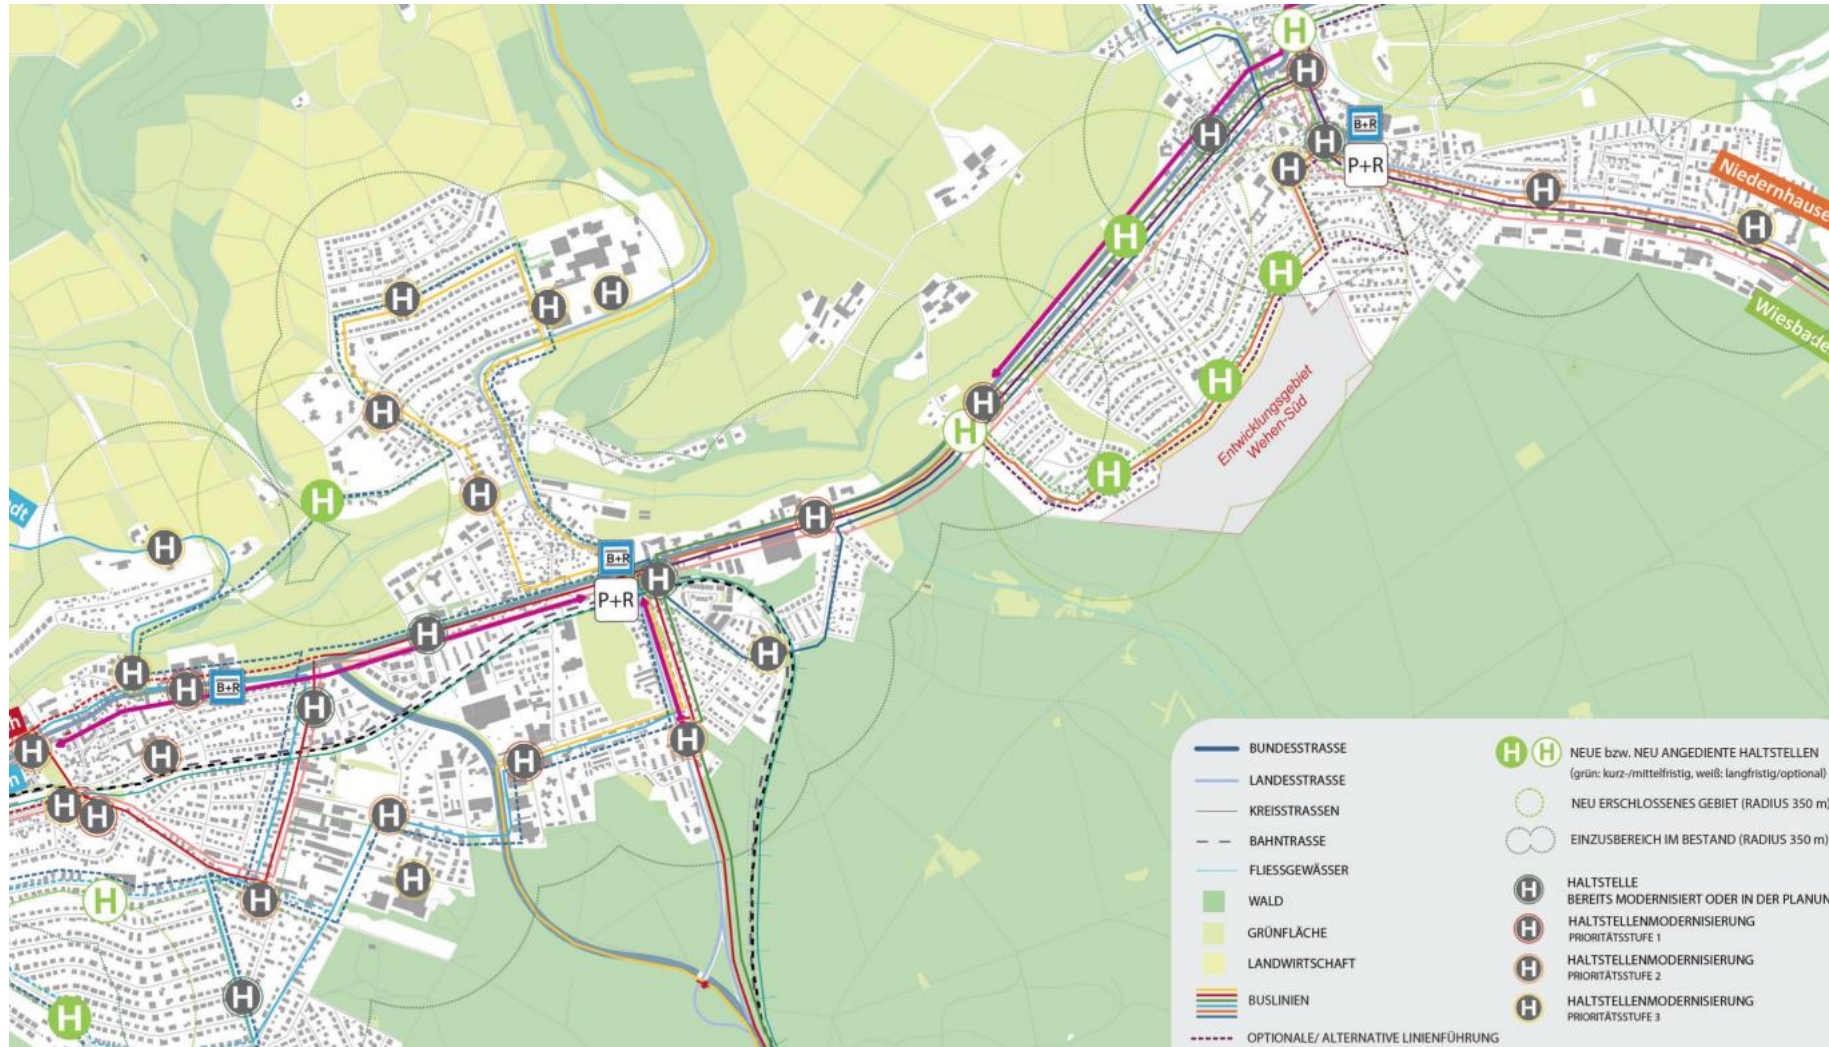 H
H
H
B+R
H
H
P+R
H
H
Niedernhause
H
H
H
H
H
H
H
Wiesbade
H
H
H
Entwicklungsgebiet
Wehen-Süd
H
H
H
H
dt
H
H
B+R
H
P+R
H
H
H
H
B+R
H
H
H
H
H
H
H
H
H
H
H
H
H
H
BUNDESSTRASSE
LANDESSTRASSE
KREISSTRASSEN
BAHNTRASSE
FLIESSGEWÄSSER
WALD
GRÜNFLÄCHE
LANDWIRTSCHAFT
BUSLINIEN
OPTIONALE/ ALTERNATIVE LINIENFÜHRUNG
H H NEUE bzw. NEU ANGEDIENTE HALTSTELLEN
(grün: kurz-/mittelfristig, weiß: langfristig/optional)
NEU ERSCHLOSSENES GEBIET (RADIUS 350 m)
EINZUSBEREICH IM BESTAND (RADIUS 350 m)
H HALTSTELLE
BEREITS MODERNISIERT ODER IN DER PLANUN
H HALTSTELLENMODERNISIERUNG
PRIORITÄTSSTUFE 1
H HALTSTELLENMODERNISIERUNG
PRIORITÄTSSTUFE 2
H HALTSTELLENMODERNISIERUNG
PRIORITÄTSSTUFE 3